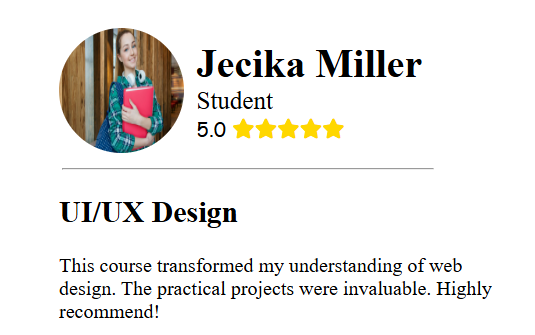 Jecika Miller
Student
5.0
UI/UX Design
This course transformed my understanding of web
design. The practical projects were invaluable. Highly
recommend!